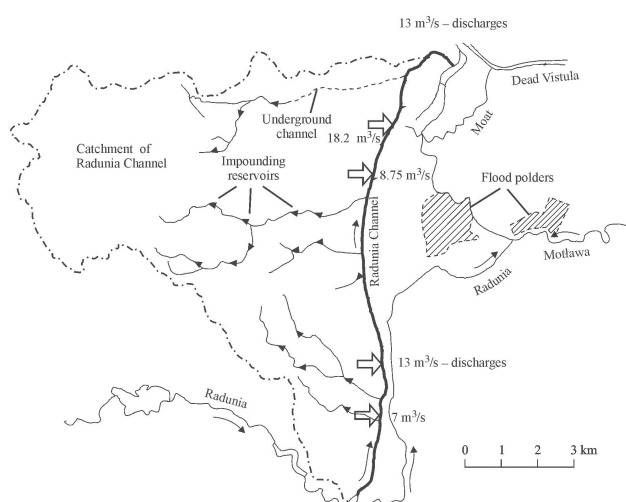 13 m³/s – discharges
Dead Vistula
Moat
Underground
channel
18.2 m³/s
Catchment of
Radunia Channel
Impounding
reservoirs
8.75 m³/s
Flood polders
Radunia Channel
Motława
Radunia
13 m³/s – discharges
Radunia
7 m³/s
0 1 2 3 km